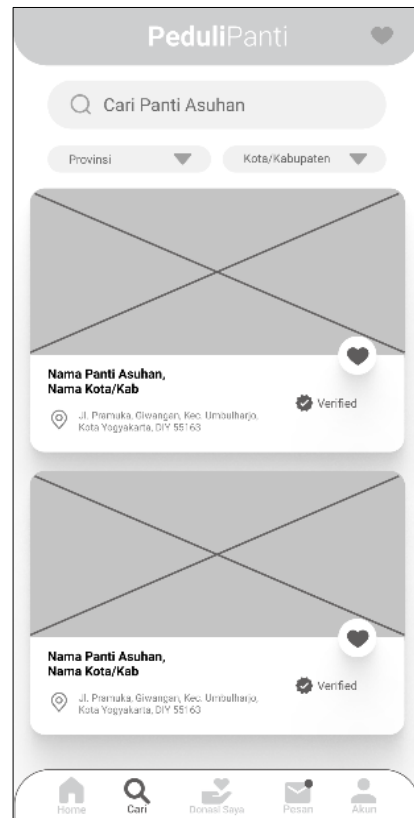 PeduliPanti
Cari Panti Asuhan
Provinsi
Kota/Kabupaten
Nama Panti Asuhan,
Nama Kota/Kab
Jl. Pramuka, Giwangan, Kec. Umbulharjo,
Kota Yogyakarta, DIY 55163
Verified
Nama Panti Asuhan,
Nama Kota/Kab
Jl. Pramuka, Giwangan, Kec. Umbulharjo,
Kota Yogyakarta, DIY 55163
Verified
Home
Cari
Donasi Saya
Pesan
Akun